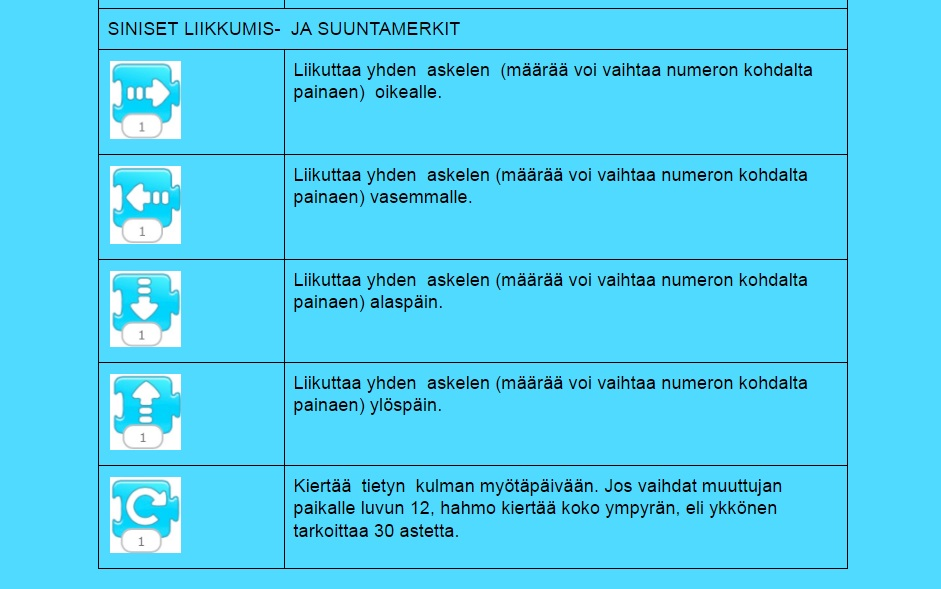 SINISET LIIKKUMIS-  JA SUUNTAMERKIT
1
Liikuttaa yhden  askelen  (määrää voi vaihtaa numeron kohdalta
painaen)  oikealle.
1
Liikuttaa yhden  askelen (määrää voi vaihtaa numeron kohdalta
painaen) vasemmalle.
1
Liikuttaa yhden  askelen (määrää voi vaihtaa numeron kohdalta
painaen) alaspäin.
1
Liikuttaa yhden  askelen (määrää voi vaihtaa numeron kohdalta
painaen) ylöspäin.
1
Kiertää  tietyn  kulman myötäpäivään. Jos vaihdat muuttujan
paikalle luvun 12, hahmo kiertää koko ympyrän, eli ykkönen
tarkoittaa 30 astetta.